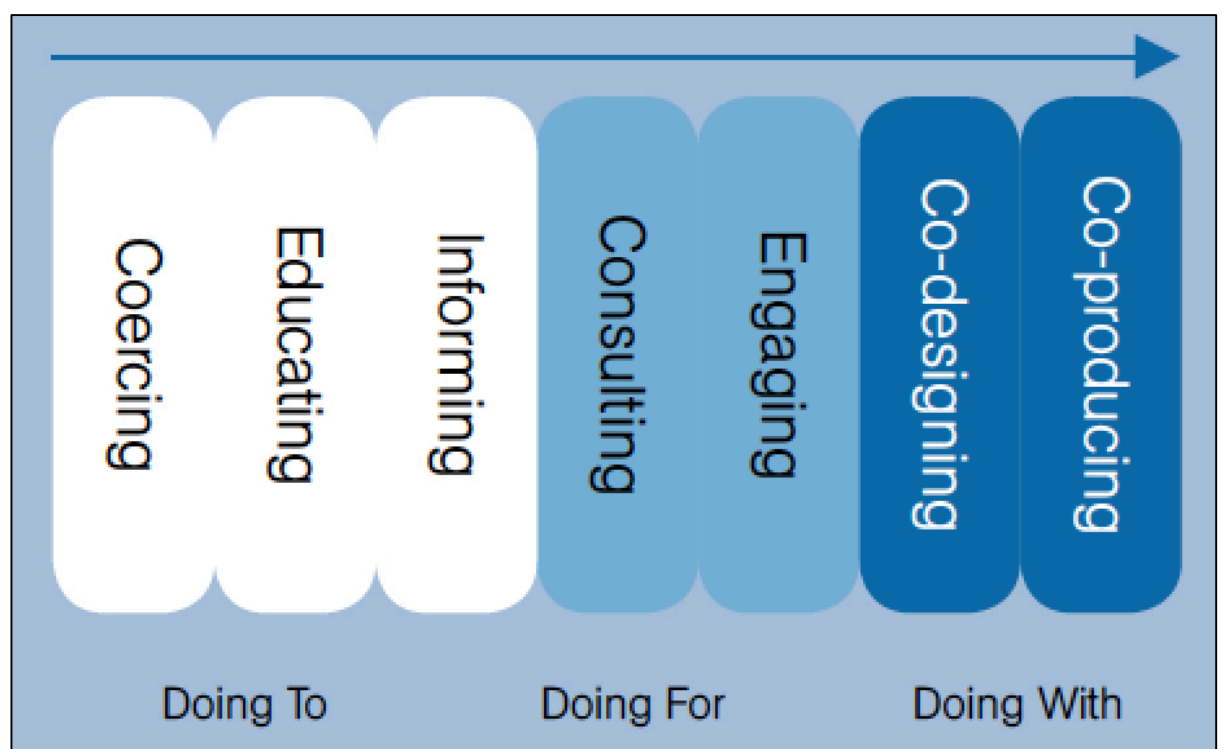 Coercing
Educating
Informing
Consulting
Engaging
Co-designing
Co-producing
Doing To
Doing For
Doing With